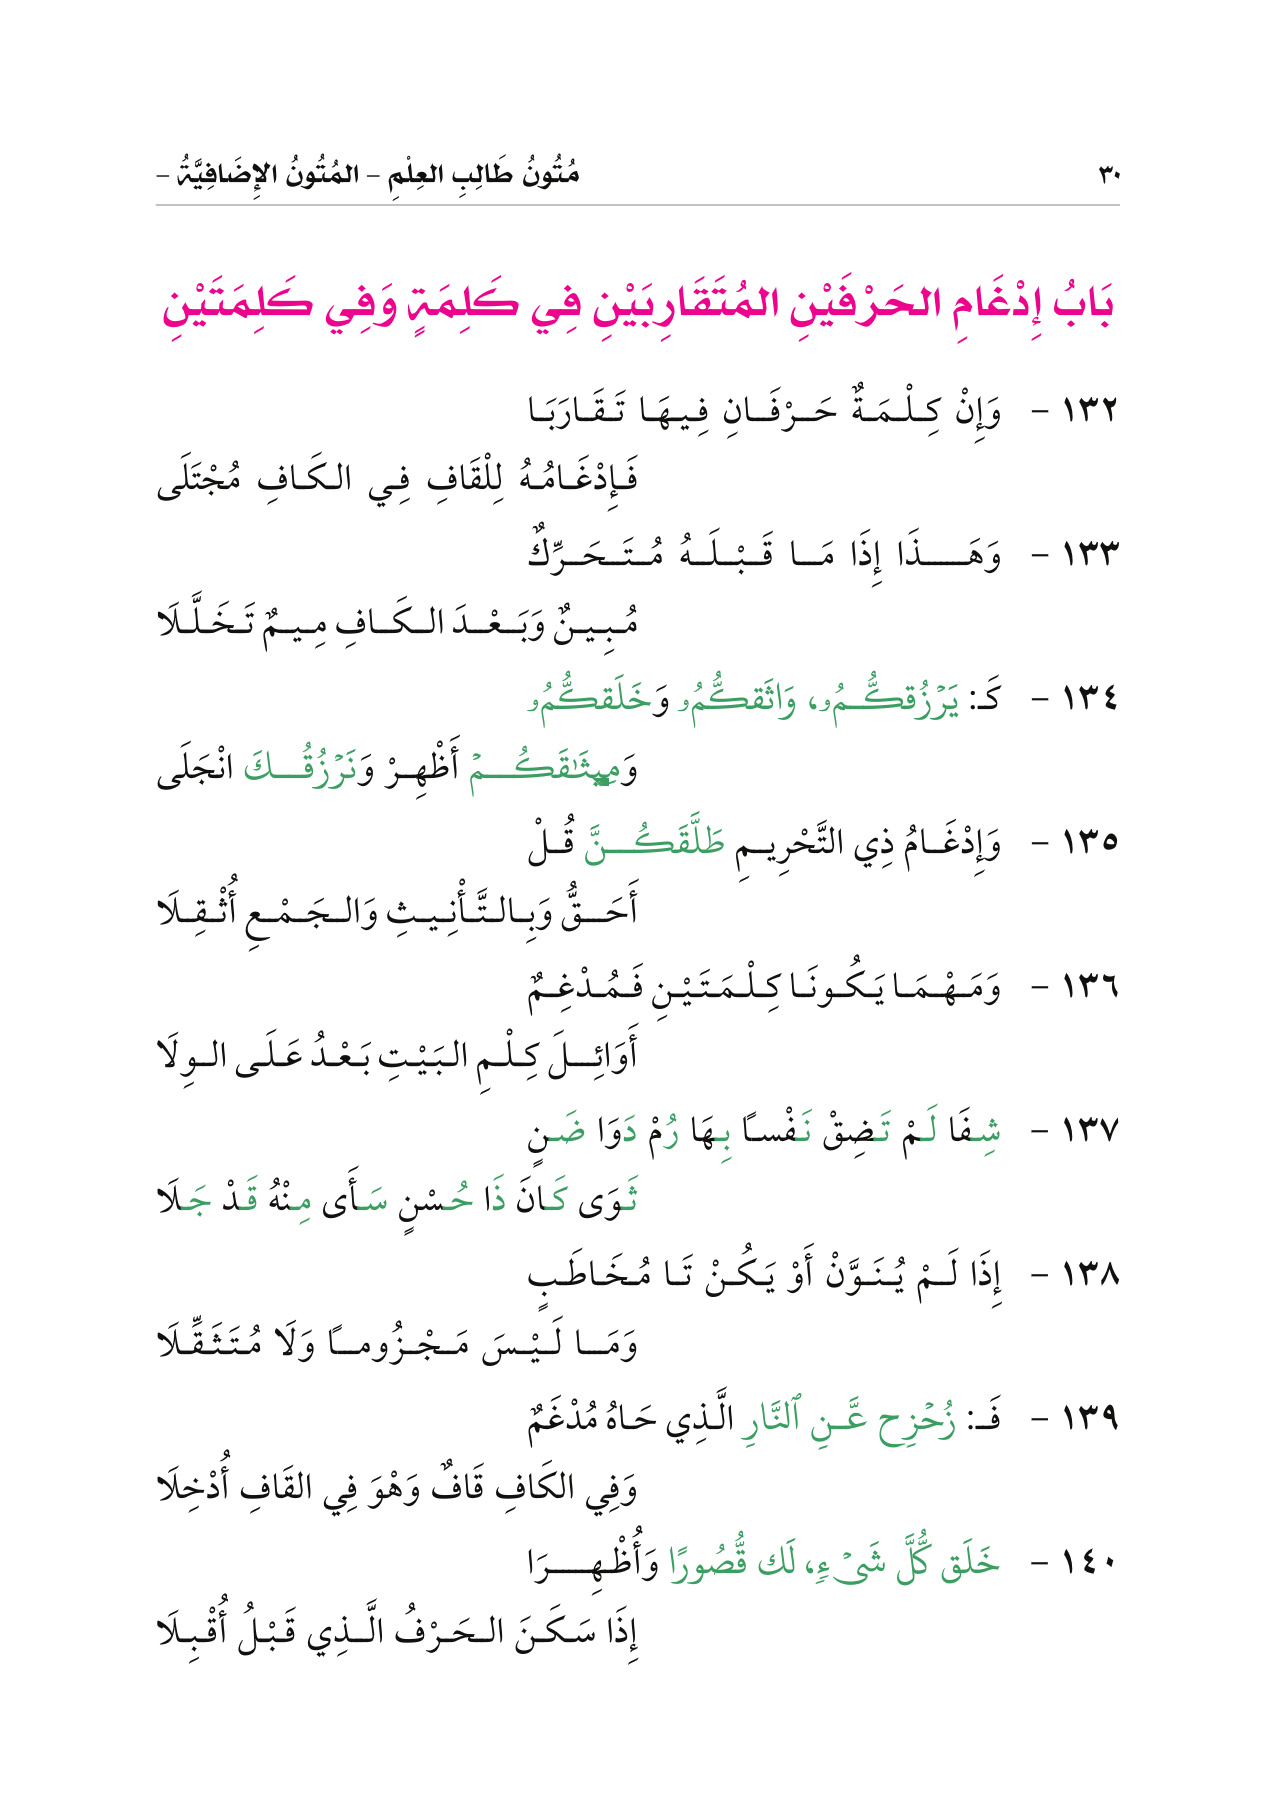 ٣٠ مُتُونُ طَالِبِ العِلْمِ – المُتُونُ الإِضَافِيَّةُ –
بَابُ إِدْغَامِ الحَرْفَيْنِ المُتَقَارِبَيْنِ فِي كَلِمَةٍ وَفِي كَلِمَتَيْنِ
١٣٢ – وَإِنْ كِلْمَةٌ حَرْفَانِ فِيهَا تَقَارَبَا
فَإِدْغَامُهُ لِلْقَافِ فِي الكَافِ مُجْتَلَى
١٣٣ – وَهَذَا إِذَا مَا قَبْلَهُ مُتَحَرِّكٌ
مُبِينٌ وَبَعْدَ الكَافِ مِيمٌ تَخَلَّلَا
١٣٤ – كَـ: يَرْزُقكُّمُۥ، وَاثَقكُّمُۥ وَخَلَقكُّمُۥ
وَمِيثَٰقَكُمْ أَظْهِرْ وَنَرْزُقُكَ انْجَلَى
١٣٥ – وَإِدْغَامُ ذِي التَّحْرِيمِ طَلَّقَكُنَّ قُلْ
أَحَقُّ وَبِالتَّأْنِيثِ وَالجَمْعِ أُثْقِلَا
١٣٦ – وَمَهْمَا يَكُونَا كِلْمَتَيْنِ فَمُدْغِمٌ
أَوَائِلَ كِلْمِ البَيْتِ بَعْدُ عَلَى الوِلَا
١٣٧ – شِفَا لَمْ تَضِقْ نَفْسًا بِهَا رُمْ دَوَا ضَنٍ
ثَوَى كَانَ ذَا حُسْنٍ سَأَى مِنْهُ قَدْ جَلَا
١٣٨ – إِذَا لَمْ يُنَوَّنْ أَوْ يَكُنْ تَا مُخَاطَبٍ
وَمَا لَيْسَ مَجْزُومًا وَلَا مُتَثَقِّلَا
١٣٩ – فَـ: زُحْزِح عَّنِ ٱلنَّارِ الَّذِي حَاهُ مُدْغَمٌ
وَفِي الكَافِ قَافٌ وَهْوَ فِي القَافِ أُدْخِلَا
١٤٠ – خَلَق كُّلَّ شَىْءٍ، لَك قُّصُورًا وَأُظْهِرَا
إِذَا سَكَنَ الحَرْفُ الَّذِي قَبْلُ أُقْبِلَا